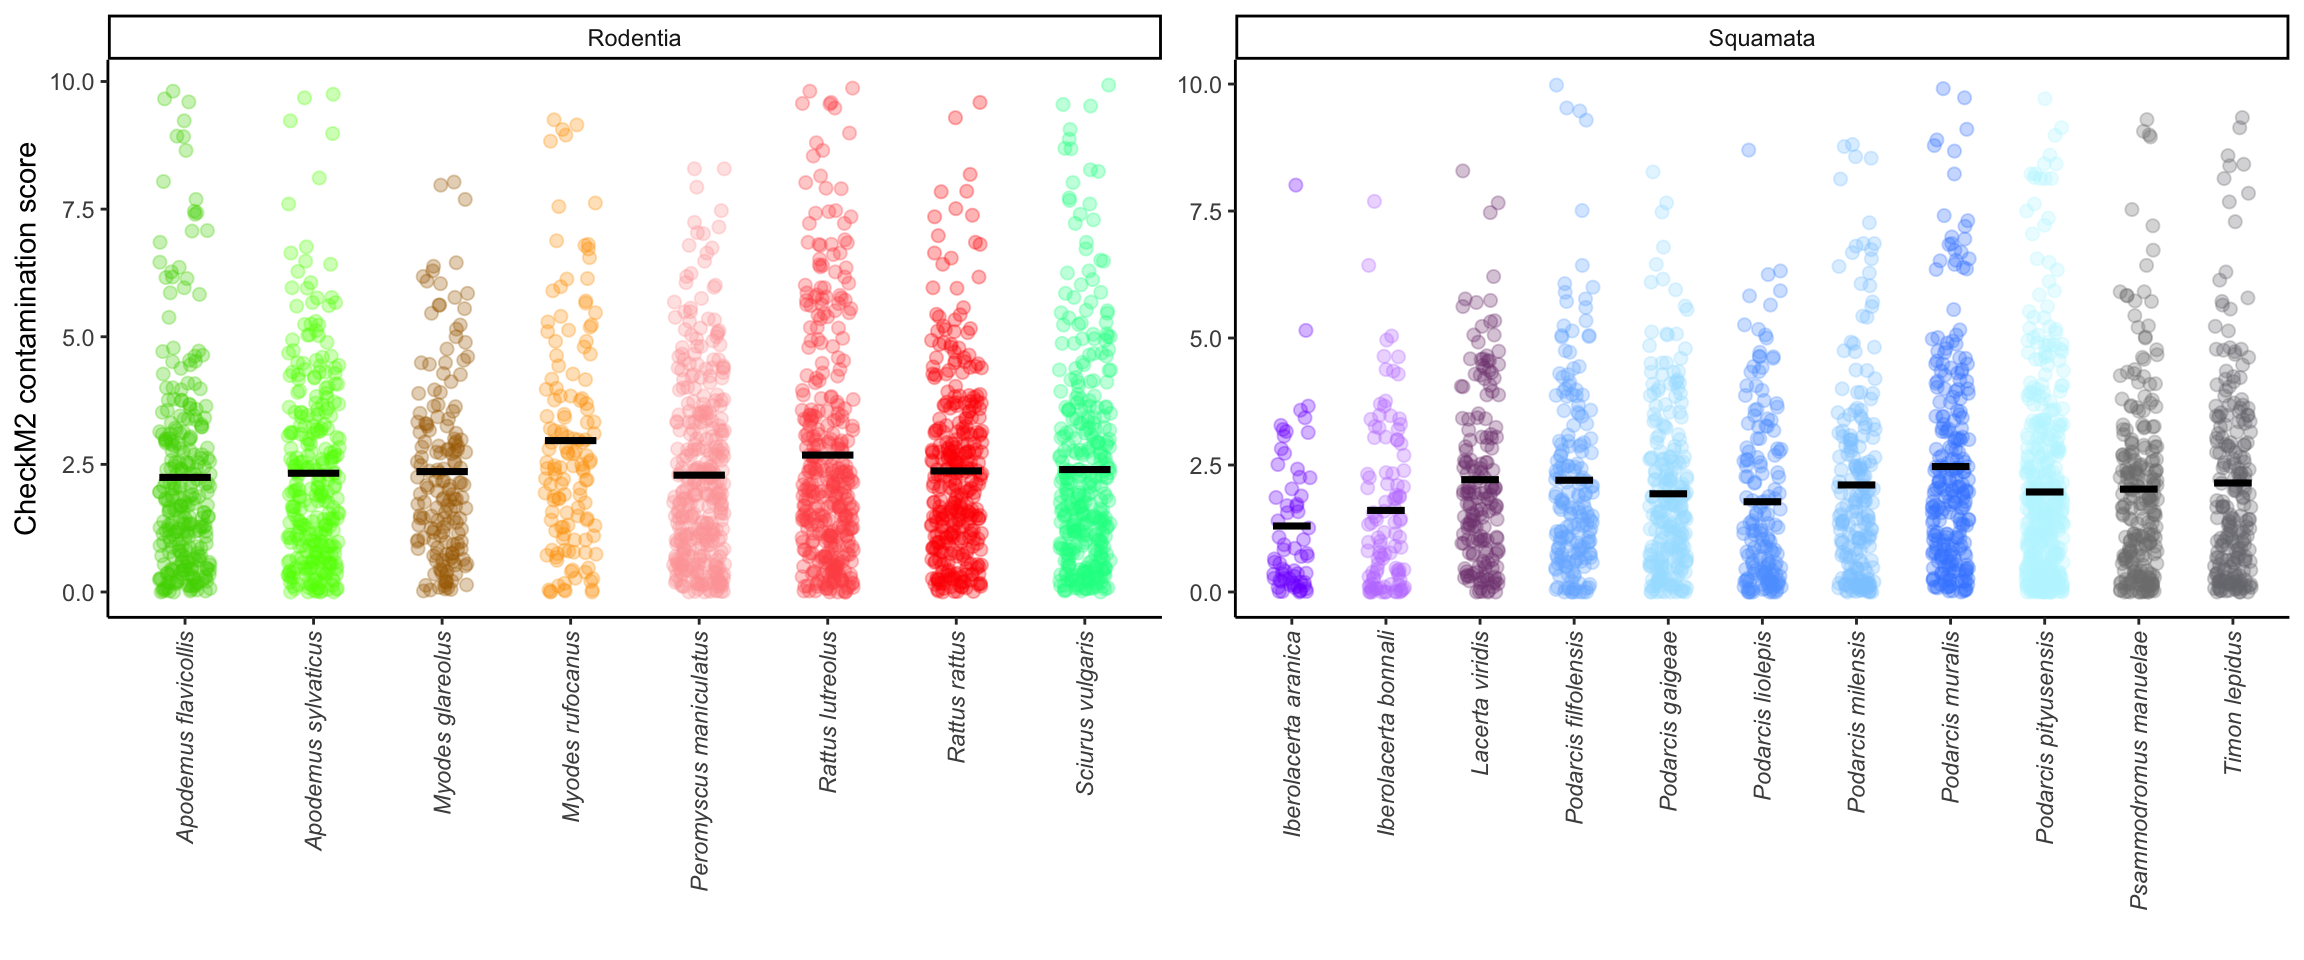 Rodentia
Squamata
CheckM2 contamination score
10.0
7.5
5.0
2.5
0.0
10.0
7.5
5.0
2.5
0.0
Apodemus flavicollis
Apodemus sylvaticus
Myodes glareolus
Myodes rufocanus
Peromyscus maniculatus
Rattus lutreolus
Rattus rattus
Sciurus vulgaris
Iberolacerta aranica
Iberolacerta bonnali
Lacerta viridis
Podarcis filfolensis
Podarcis gaigeae
Podarcis liolepis
Podarcis milensis
Podarcis muralis
Podarcis pityusensis
Psammodromus manuelae
Timon lepidus